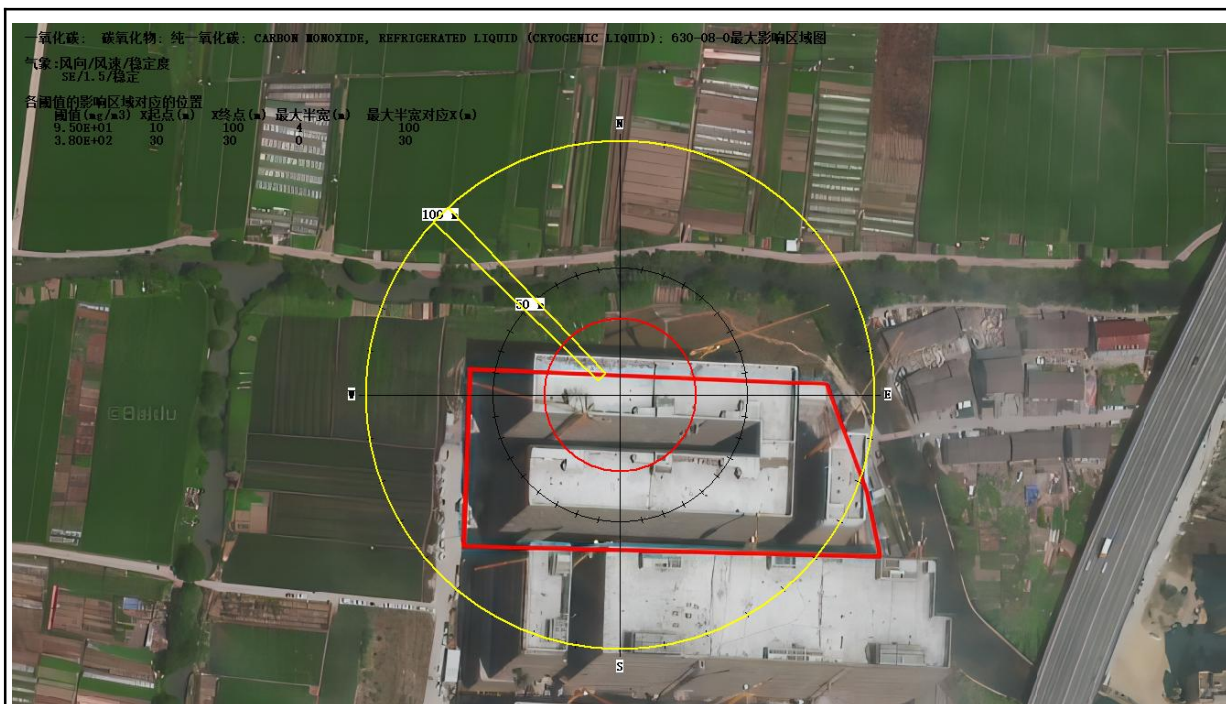 一氧化碳; 碳氧化物; 纯一氧化碳; CARBON MONOXIDE, REFRIGERATED LIQUID (CRYOGENIC LIQUID); 630-08-0最大影响区域图
气象:风向/风速/稳定度
SE/1.5/稳定
各阈值的影响区域对应的位置
阈值(mg/m3) X起点(m) X终点(m) 最大半宽(m) 最大半宽对应X(m)
9.50E+01 10 100 4 100
3.80E+02 30 30 0 30
N
100 m
50 m
W
E
©Baidu
S